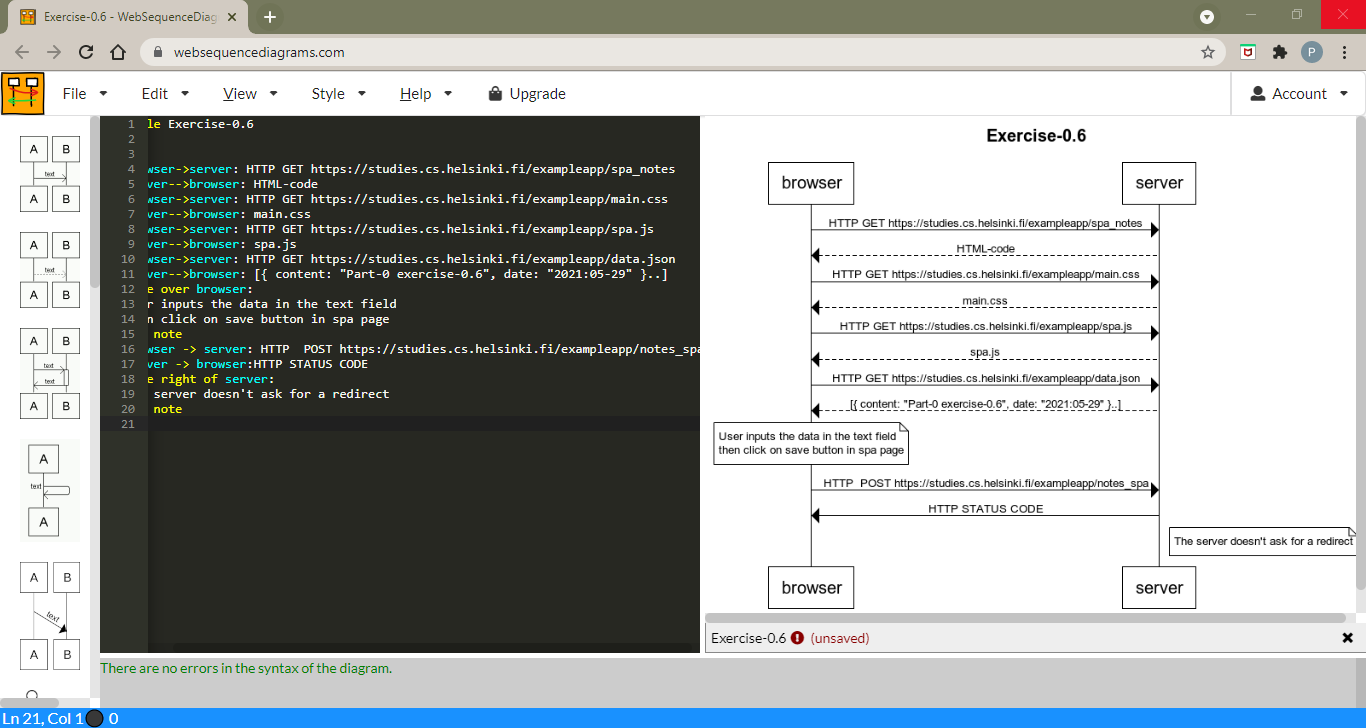 Exercise-0.6 - WebSequenceDiag
websequencediagrams.com
P
File Edit View Style Help Upgrade Account
A B
text
A B
A B
text
A B
A B
text
text
A B
A
text
A
A B
text
A B
1 le Exercise-0.6
2
3
4 wser->server: HTTP GET https://studies.cs.helsinki.fi/exampleapp/spa_notes
5 ver-->browser: HTML-code
6 wser->server: HTTP GET https://studies.cs.helsinki.fi/exampleapp/main.css
7 ver-->browser: main.css
8 wser->server: HTTP GET https://studies.cs.helsinki.fi/exampleapp/spa.js
9 ver-->browser: spa.js
10 wser->server: HTTP GET https://studies.cs.helsinki.fi/exampleapp/data.json
11 ver-->browser: [{ content: "Part-0 exercise-0.6", date: "2021:05-29" }..]
12 e over browser:
13 r inputs the data in the text field
14 n click on save button in spa page
15 note
16 wser -> server: HTTP  POST https://studies.cs.helsinki.fi/exampleapp/notes_spa
17 ver -> browser:HTTP STATUS CODE
18 e right of server:
19 server doesn't ask for a redirect
20 note
21
Exercise-0.6
browser server
HTTP GET https://studies.cs.helsinki.fi/exampleapp/spa_notes
HTML-code
HTTP GET https://studies.cs.helsinki.fi/exampleapp/main.css
main.css
HTTP GET https://studies.cs.helsinki.fi/exampleapp/spa.js
spa.js
HTTP GET https://studies.cs.helsinki.fi/exampleapp/data.json
[{ content: "Part-0 exercise-0.6", date: "2021:05-29" }..]
User inputs the data in the text field
then click on save button in spa page
HTTP  POST https://studies.cs.helsinki.fi/exampleapp/notes_spa
HTTP STATUS CODE
The server doesn't ask for a redirect
browser server
Exercise-0.6 (unsaved)
There are no errors in the syntax of the diagram.
Ln 21, Col 1 0